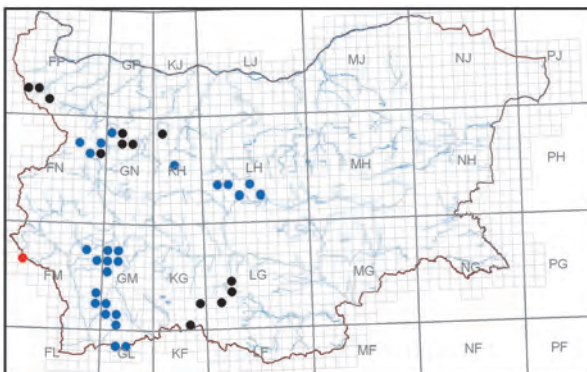 FP GP KJ LJ MJ NJ PJ
FN GN KH LH MH NH PH
FM GM KG LG MG NG PG
FL GL KF LF MF NF PF